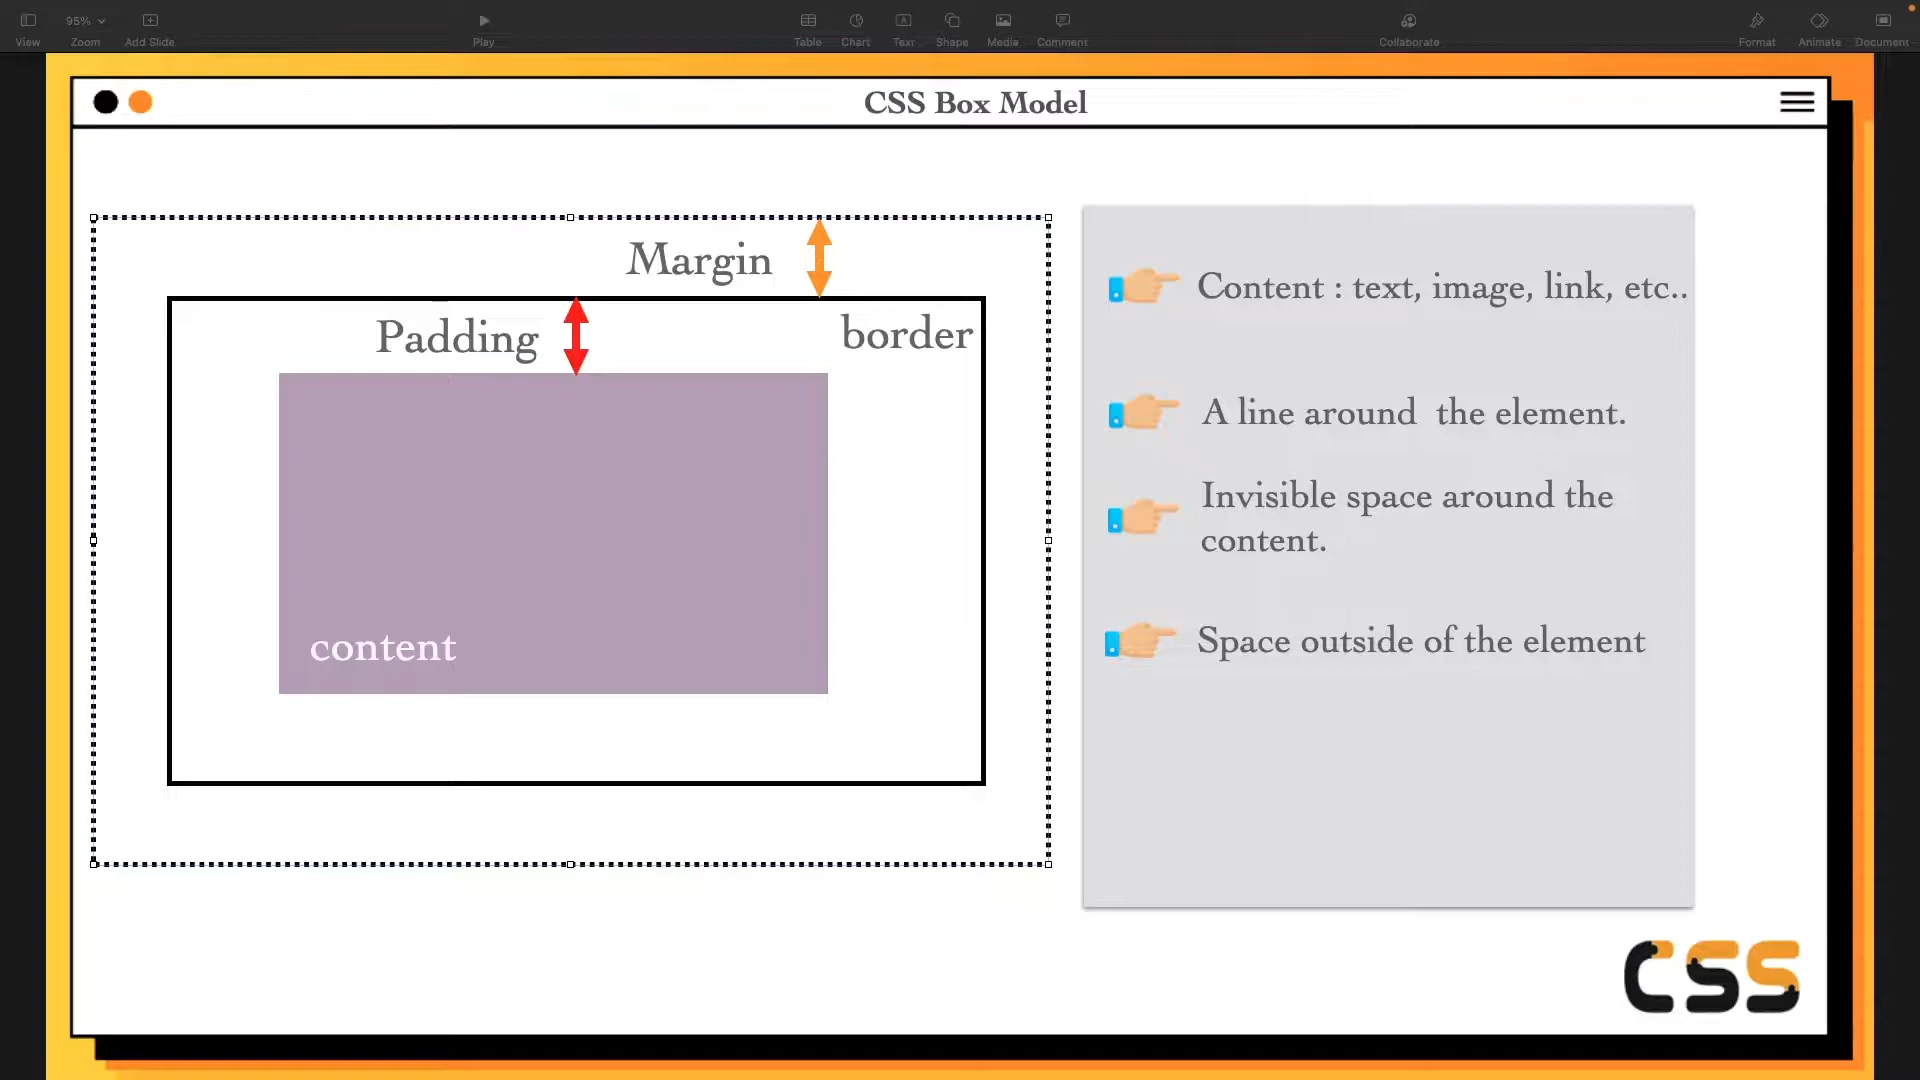 95%
View
Zoom
Add Slide
Play
Table
Chart
Text
Shape
Media
Comment
Collaborate
Format
Animate
Document
CSS Box Model
Margin
Padding
border
content
Content : text, image, link, etc..
A line around  the element.
Invisible space around the
content.
Space outside of the element
CSS